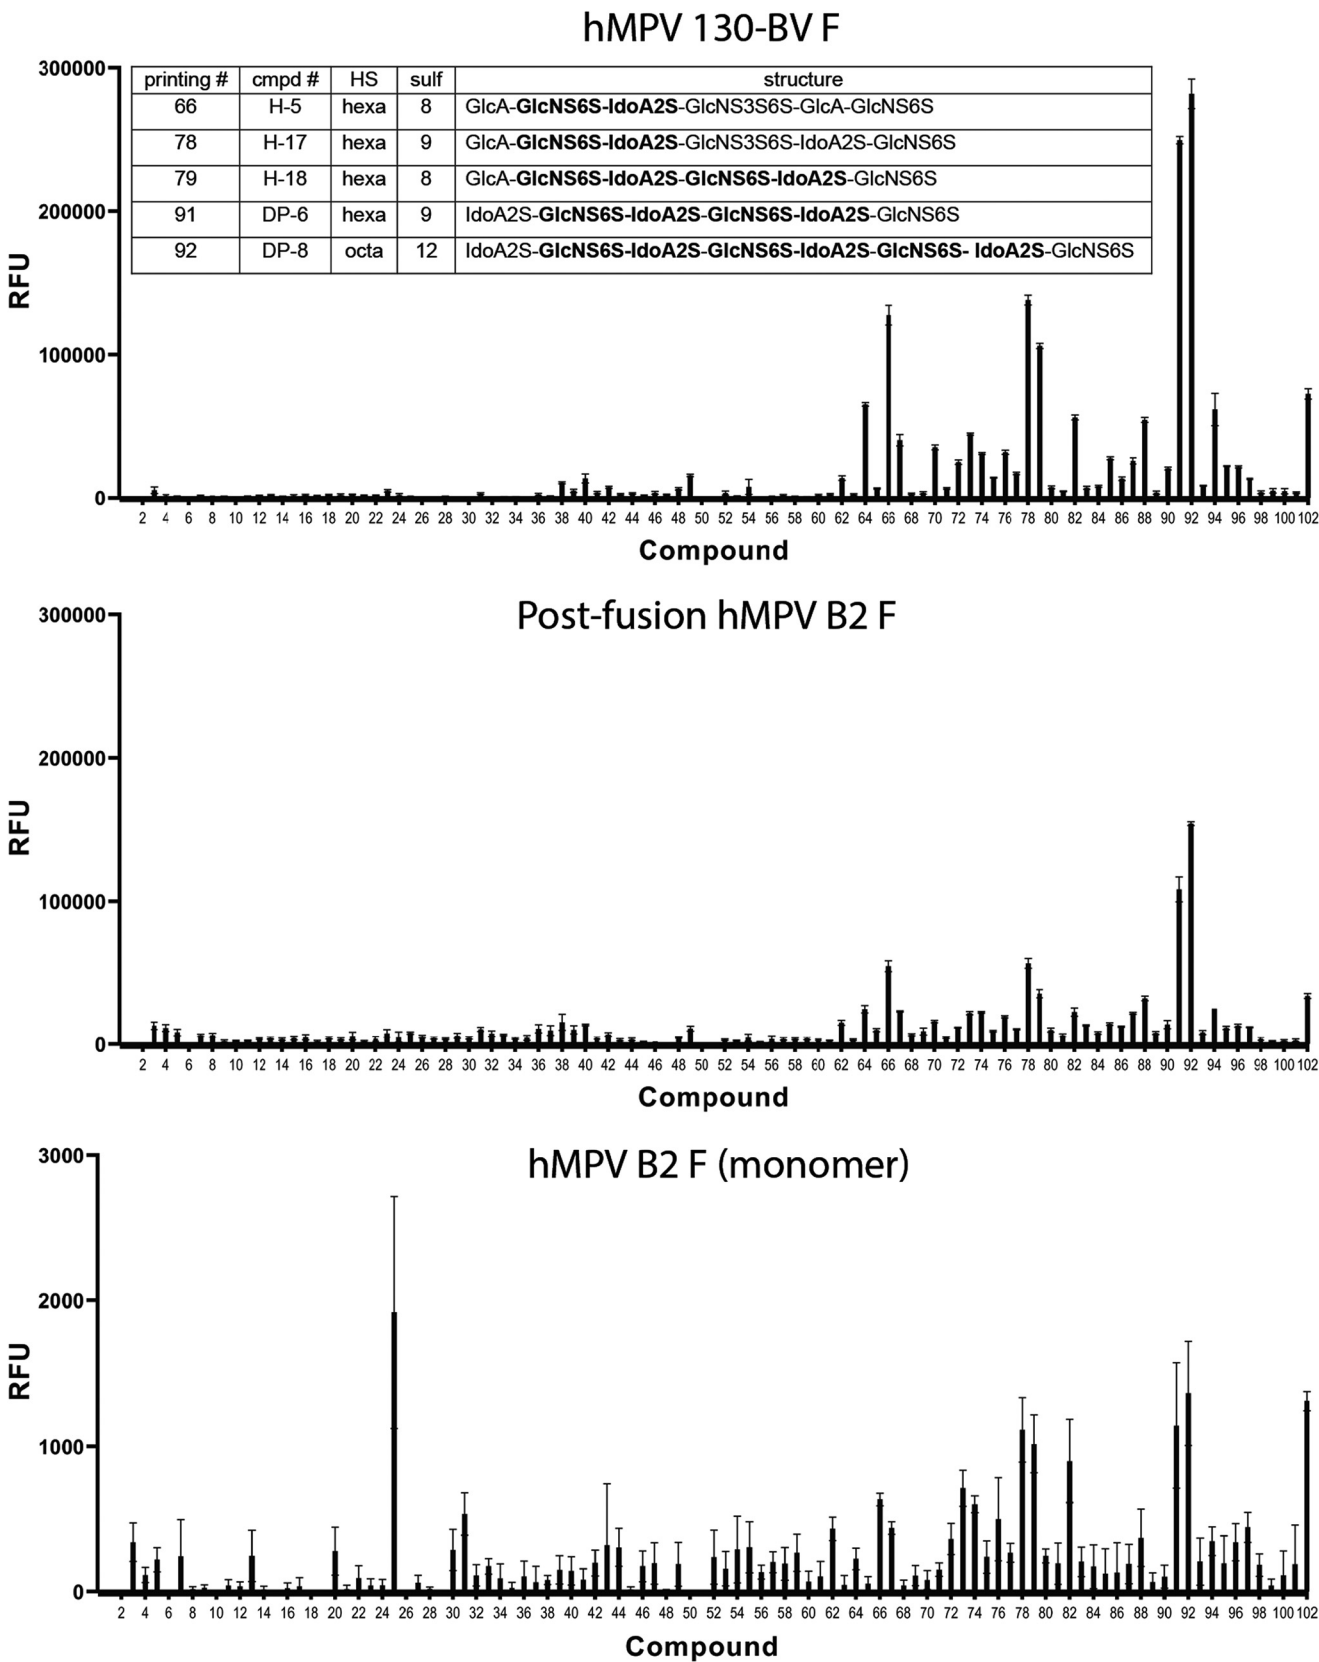 hMPV 130-BV F
300000
printing # cmpd # HS sulf structure
66 H-5 hexa 8 GlcA-GlcNS6S-IdoA2S-GlcNS3S6S-GlcA-GlcNS6S
78 H-17 hexa 9 GlcA-GlcNS6S-IdoA2S-GlcNS3S6S-IdoA2S-GlcNS6S
79 H-18 hexa 8 GlcA-GlcNS6S-IdoA2S-GlcNS6S-IdoA2S-GlcNS6S
91 DP-6 hexa 9 IdoA2S-GlcNS6S-IdoA2S-GlcNS6S-IdoA2S-GlcNS6S
92 DP-8 octa 12 IdoA2S-GlcNS6S-IdoA2S-GlcNS6S-IdoA2S-GlcNS6S- IdoA2S-GlcNS6S
200000
RFU
100000
0
2 4 6 8 10 12 14 16 18 20 22 24 26 28 30 32 34 36 38 40 42 44 46 48 50 52 54 56 58 60 62 64 66 68 70 72 74 76 78 80 82 84 86 88 90 92 94 96 98 100 102
Compound
Post-fusion hMPV B2 F
300000
200000
RFU
100000
0
2 4 6 8 10 12 14 16 18 20 22 24 26 28 30 32 34 36 38 40 42 44 46 48 50 52 54 56 58 60 62 64 66 68 70 72 74 76 78 80 82 84 86 88 90 92 94 96 98 100 102
Compound
hMPV B2 F (monomer)
3000
2000
RFU
1000
0
2 4 6 8 10 12 14 16 18 20 22 24 26 28 30 32 34 36 38 40 42 44 46 48 50 52 54 56 58 60 62 64 66 68 70 72 74 76 78 80 82 84 86 88 90 92 94 96 98 100 102
Compound